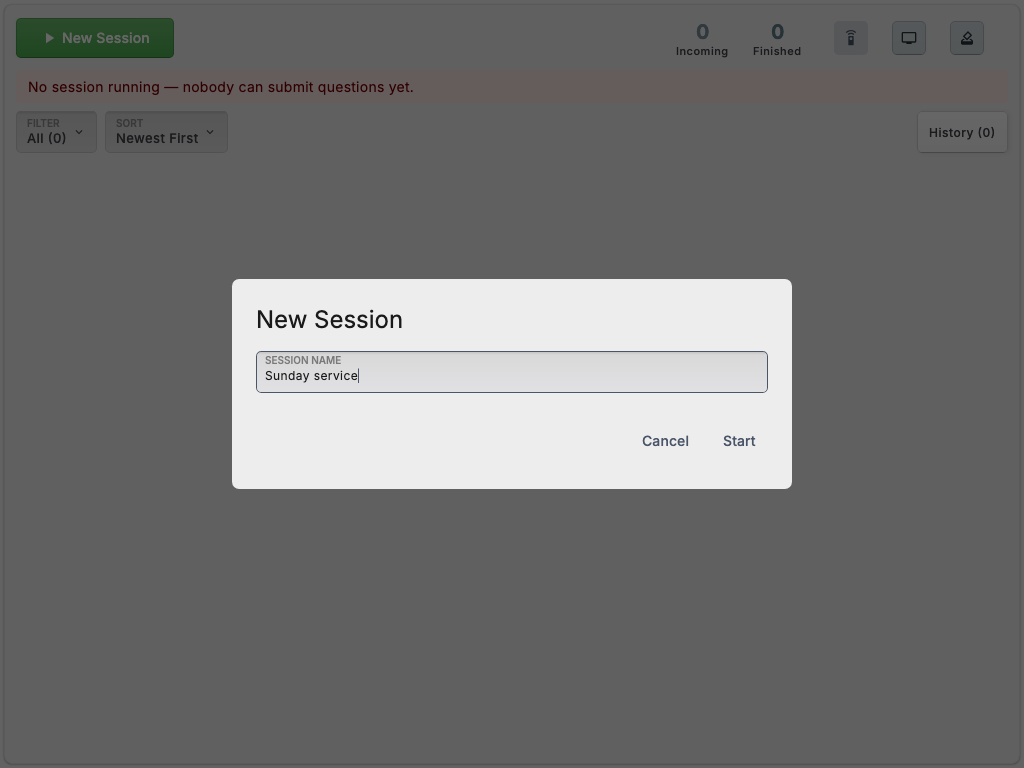 New Session
0
Incoming
0
Finished
No session running — nobody can submit questions yet.
FILTER
All (0)
SORT
Newest First
History (0)
New Session
SESSION NAME
Sunday service
Cancel
Start